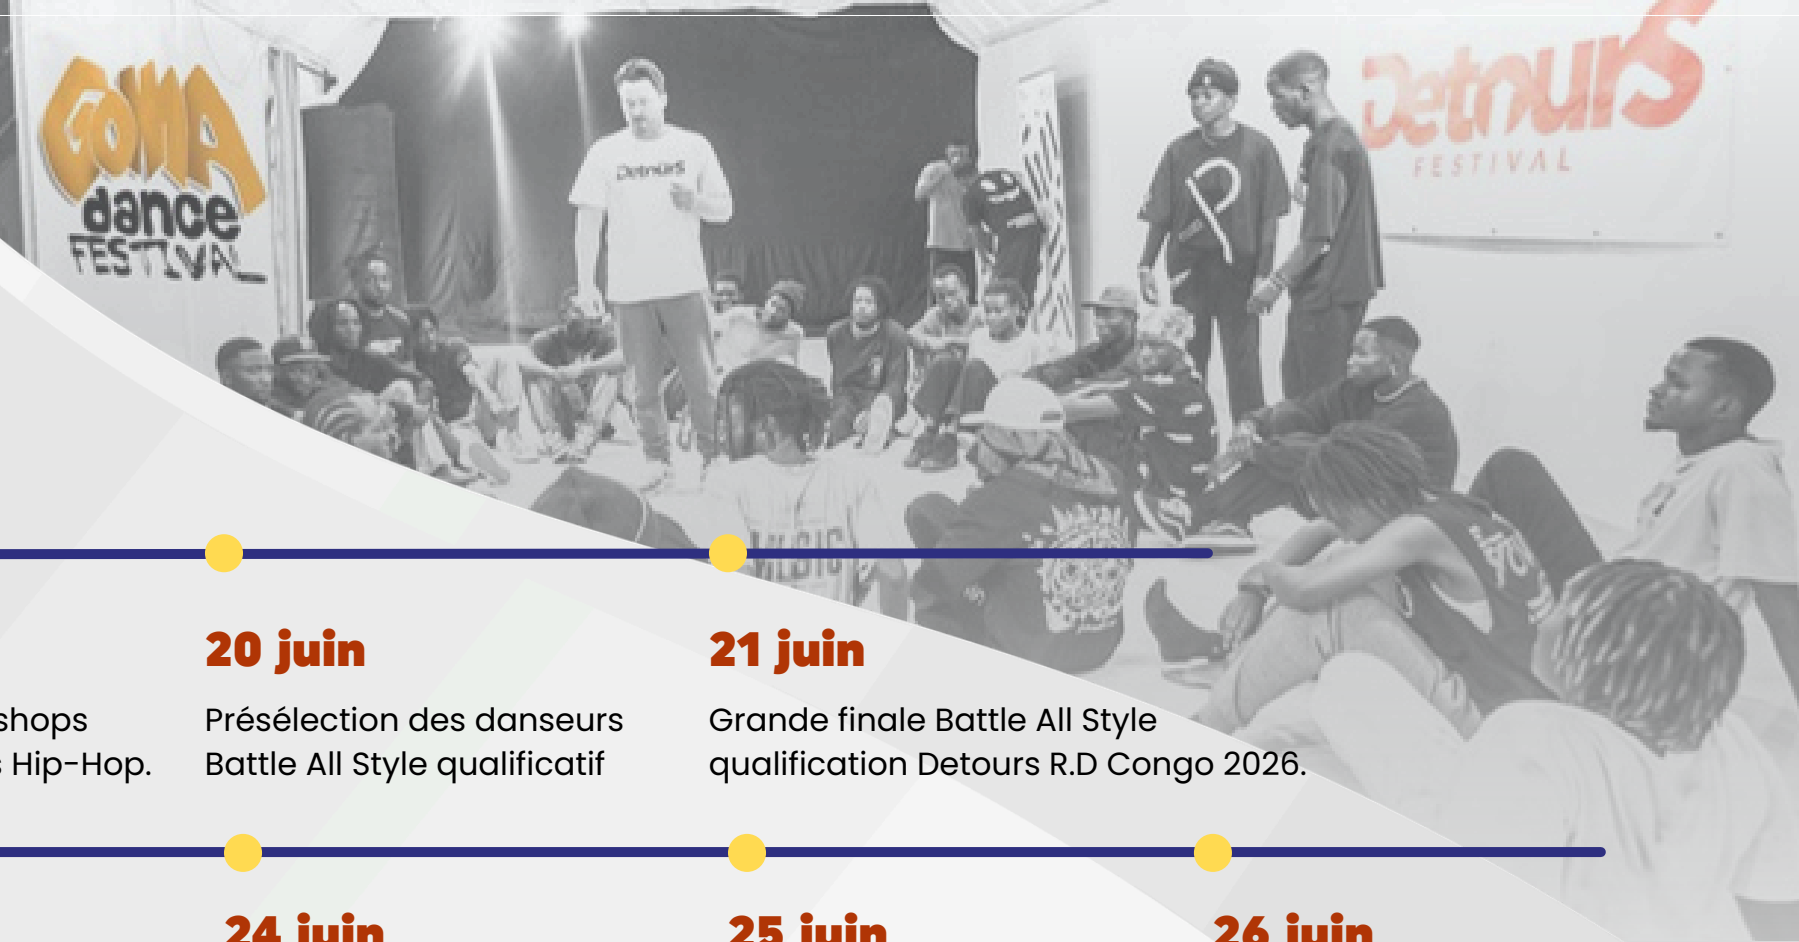 GOMA
dance
FESTIVAL
Detours
Detours
FESTIVAL
MUSIC
20 juin
21 juin
shops
s Hip-Hop.
Présélection des danseurs
Battle All Style qualificatif
Grande finale Battle All Style
qualification Detours R.D Congo 2026.
24 juin
25 juin
26 juin